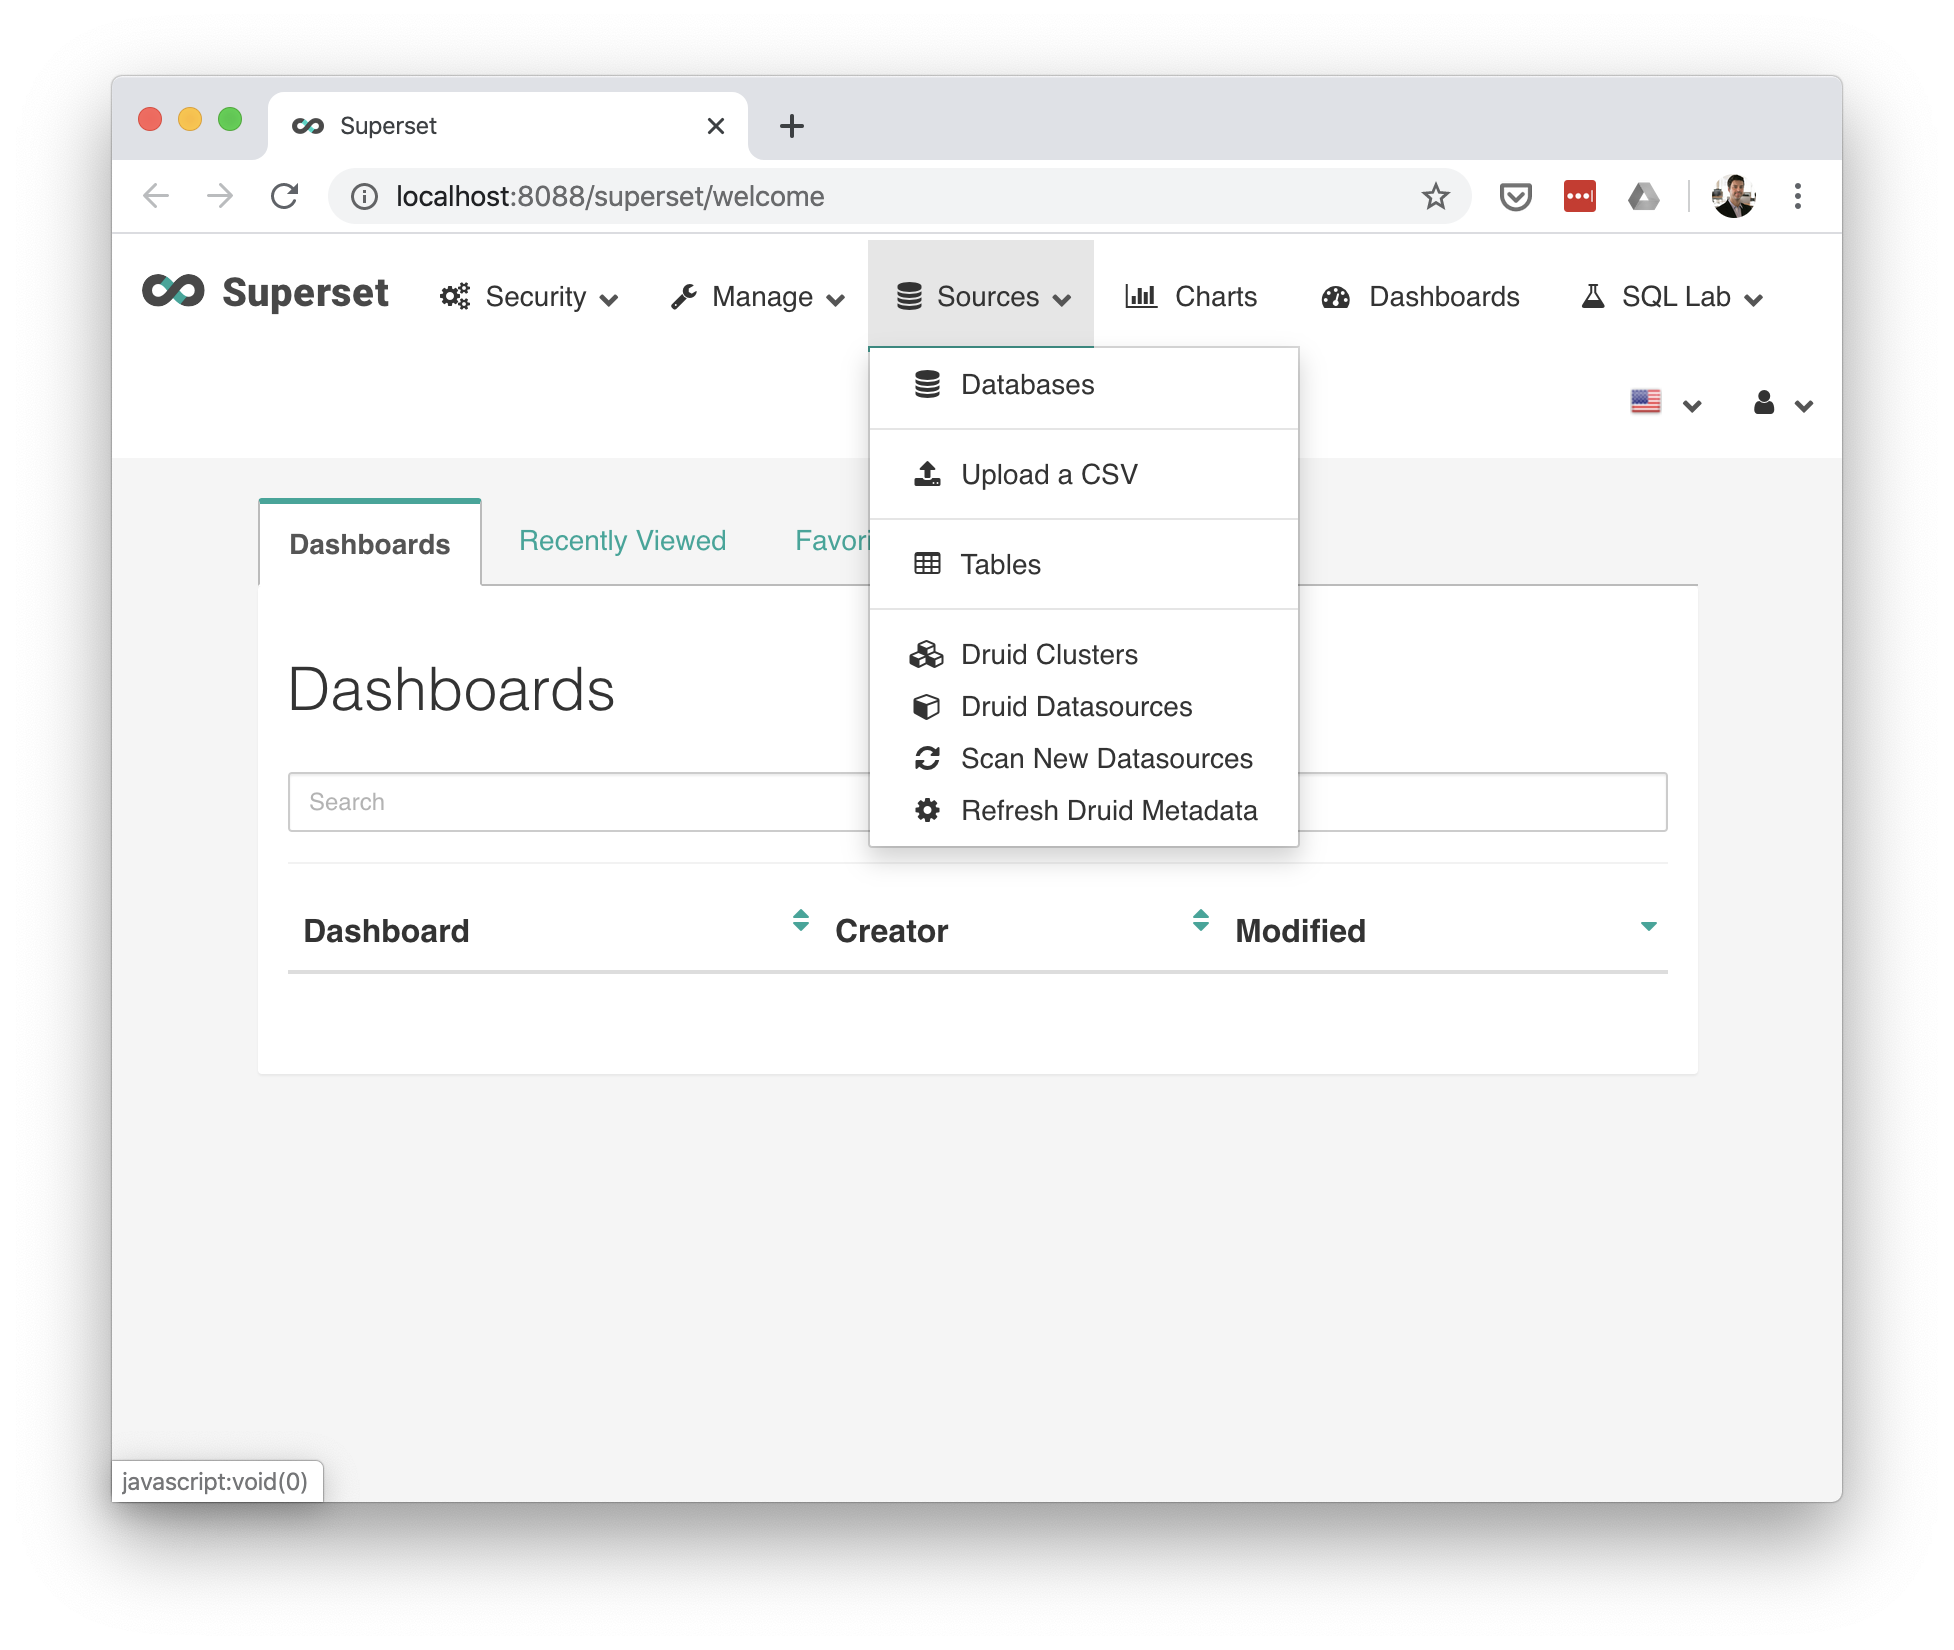 Superset
localhost:8088/superset/welcome
Superset Security Manage Sources Charts Dashboards SQL Lab
Databases
Upload a CSV
Tables
Druid Clusters
Druid Datasources
Scan New Datasources
Refresh Druid Metadata
Dashboards Recently Viewed Favori
Dashboards
Search
Dashboard Creator Modified
javascript:void(0)